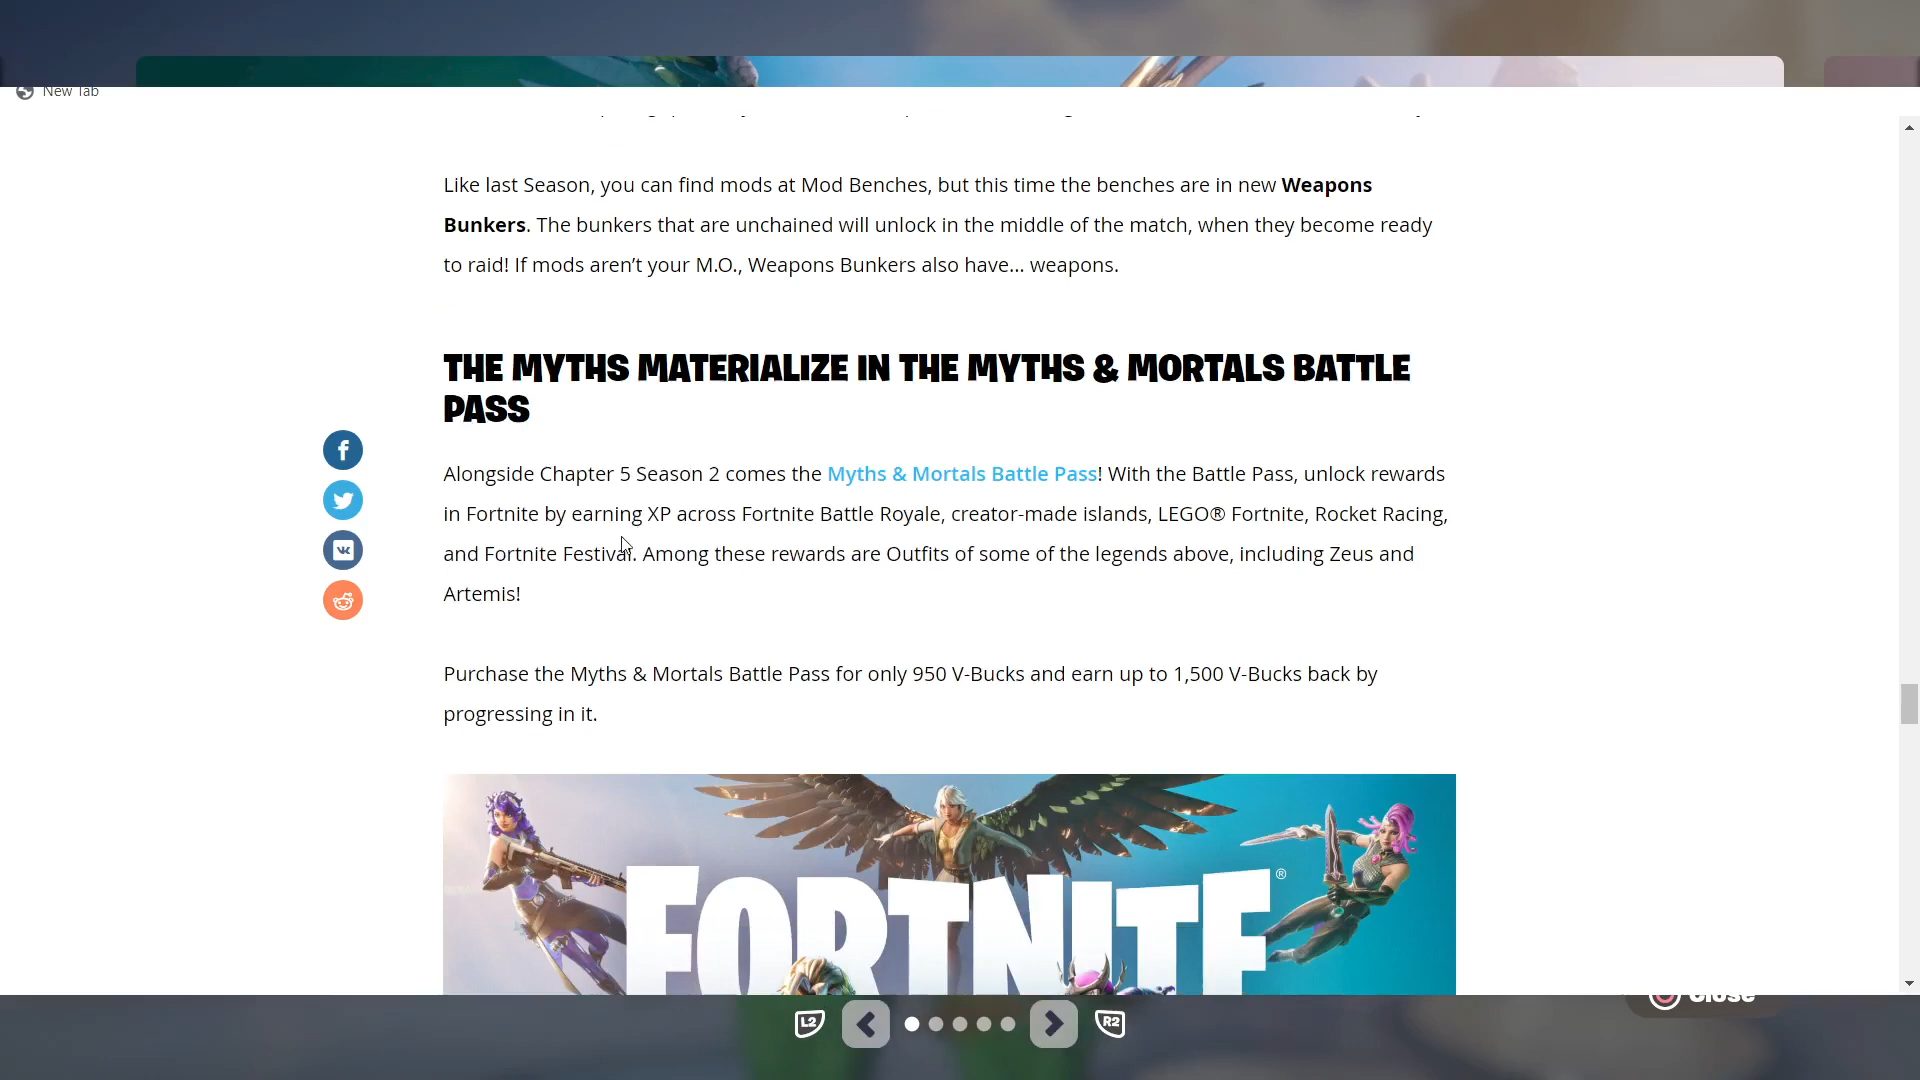 New Tab
Like last Season, you can find mods at Mod Benches, but this time the benches are in new Weapons
Bunkers. The bunkers that are unchained will unlock in the middle of the match, when they become ready
to raid! If mods aren’t your M.O., Weapons Bunkers also have… weapons.
THE MYTHS MATERIALIZE IN THE MYTHS & MORTALS BATTLE
PASS
Alongside Chapter 5 Season 2 comes the Myths & Mortals Battle Pass! With the Battle Pass, unlock rewards
in Fortnite by earning XP across Fortnite Battle Royale, creator-made islands, LEGO® Fortnite, Rocket Racing,
and Fortnite Festival. Among these rewards are Outfits of some of the legends above, including Zeus and
Artemis!
Purchase the Myths & Mortals Battle Pass for only 950 V-Bucks and earn up to 1,500 V-Bucks back by
progressing in it.
FORTNITE®
Close
L2
R2